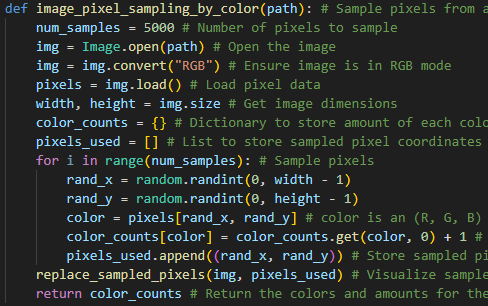 def image_pixel_sampling_by_color(path): # Sample pixels from a
    num_samples = 5000 # Number of pixels to sample
    img = Image.open(path) # Open the image
    img = img.convert("RGB") # Ensure image is in RGB mode
    pixels = img.load() # Load pixel data
    width, height = img.size # Get image dimensions
    color_counts = {} # Dictionary to store amount of each colo
    pixels_used = [] # List to store sampled pixel coordinates
    for i in range(num_samples): # Sample pixels
        rand_x = random.randint(0, width - 1)
        rand_y = random.randint(0, height - 1)
        color = pixels[rand_x, rand_y] # color is an (R, G, B)
        color_counts[color] = color_counts.get(color, 0) + 1 #
        pixels_used.append((rand_x, rand_y)) # Store sampled pi
    replace_sampled_pixels(img, pixels_used) # Visualize sample
    return color_counts # Return the colors and amounts for the